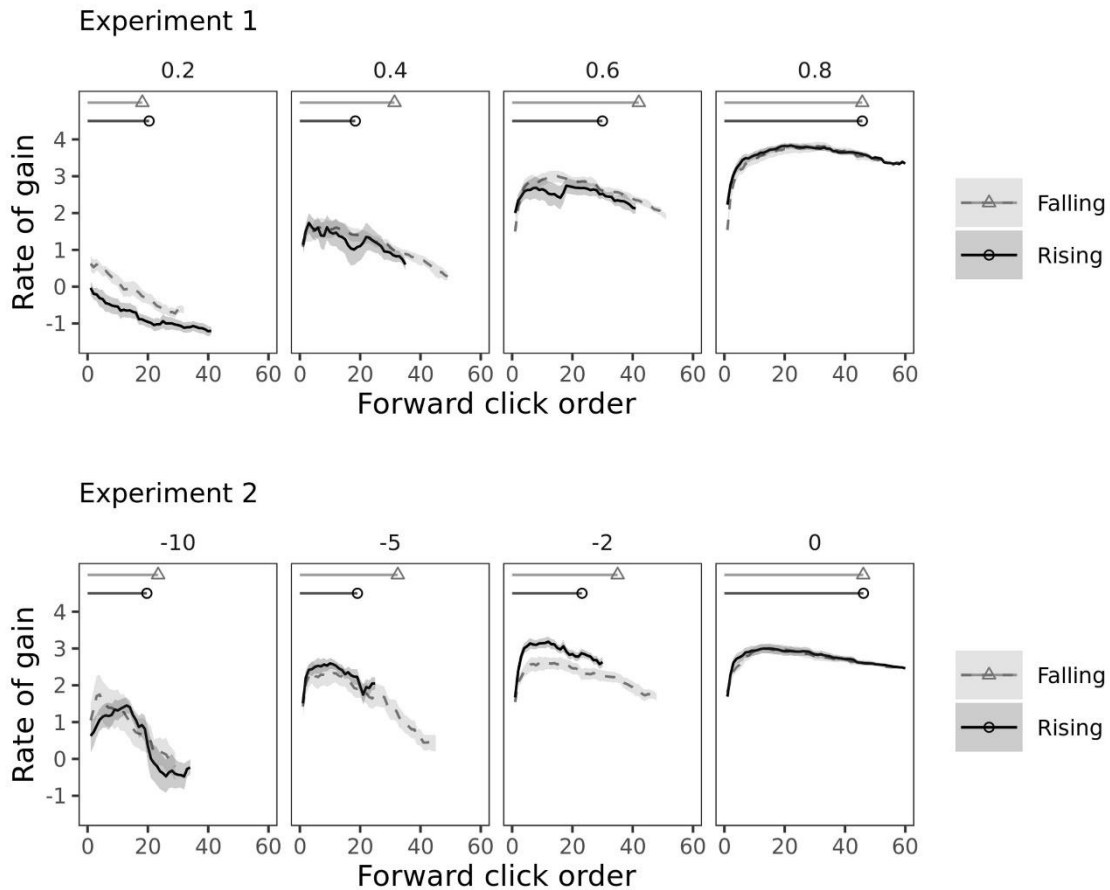 Experiment 1
0.2 0.4 0.6 0.8
Rate of gain
4
3
2
1
0
-1
0 20 40 60 0 20 40 60 0 20 40 60 0 20 40 60
Forward click order
Falling
Rising
Experiment 2
-10 -5 -2 0
Rate of gain
4
3
2
1
0
-1
0 20 40 60 0 20 40 60 0 20 40 60 0 20 40 60
Forward click order
Falling
Rising